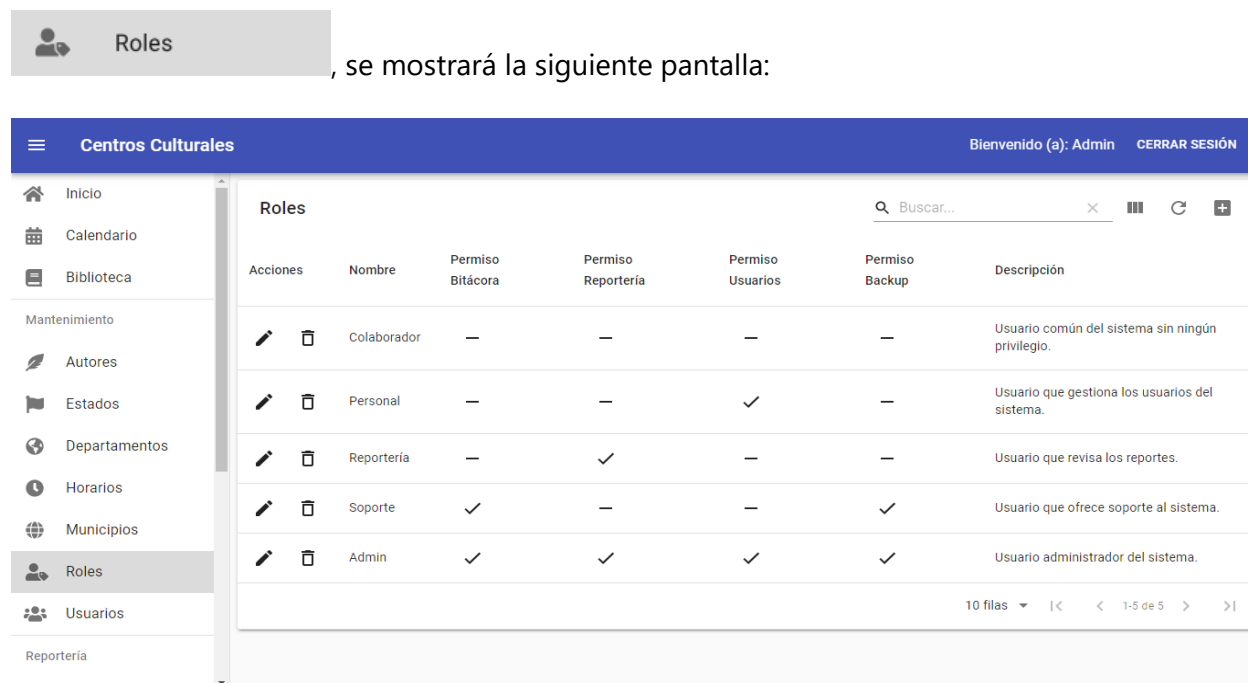 Roles
, se mostrará la siguiente pantalla:
Centros Culturales
Bienvenido (a): Admin CERRAR SESIÓN
Inicio
Calendario
Biblioteca
Mantenimiento
Autores
Estados
Departamentos
Horarios
Municipios
Roles
Usuarios
Reportería
Roles
Buscar...
Acciones Nombre Permiso Bitácora Permiso Reportería Permiso Usuarios Permiso Backup Descripción
Colaborador — — — — Usuario común del sistema sin ningún
privilegio.
Personal — — ✓ — Usuario que gestiona los usuarios del
sistema.
Reportería — ✓ — — Usuario que revisa los reportes.
Soporte ✓ — — ✓ Usuario que ofrece soporte al sistema.
Admin ✓ ✓ ✓ ✓ Usuario administrador del sistema.
10 filas 1-5 de 5